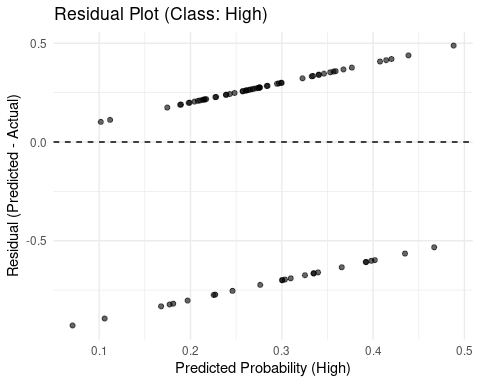 Residual Plot (Class: High)
Residual (Predicted - Actual)
0.5
0.0
-0.5
0.1 0.2 0.3 0.4 0.5
Predicted Probability (High)